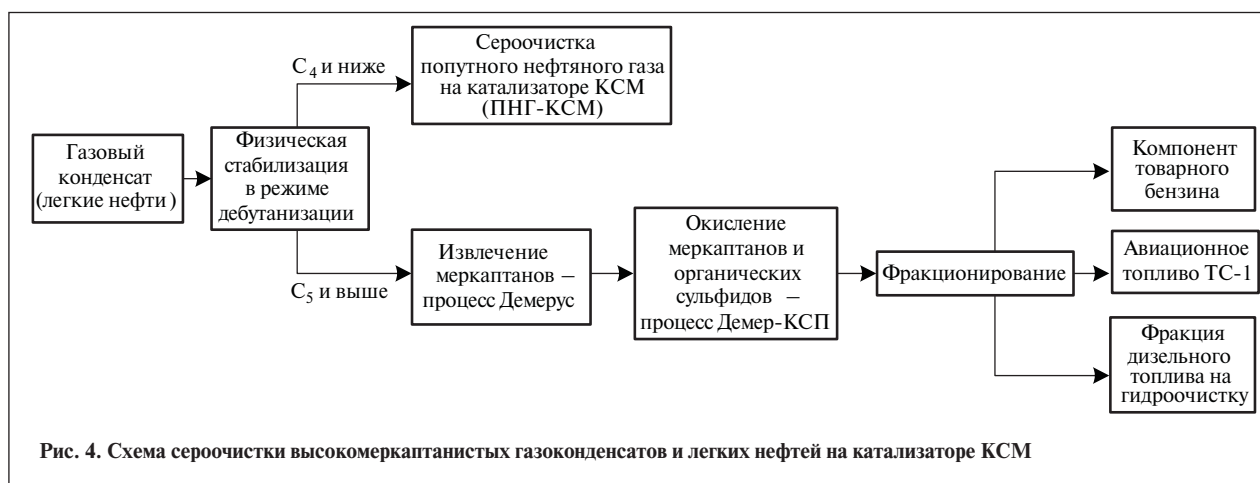 Газовый
конденсат
(легкие нефти)
Физическая
стабилизация
в режиме
дебутанизации
C4 и ниже
Сероочистка
попутного нефтяного газа
на катализаторе КСМ
(ПНГ-КСМ)
C5 и выше
Извлечение
меркаптанов –
процесс Демерус
Окисление
меркаптанов и
органических
сульфидов –
процесс Демер-КСП
Фракционирование
Компонент
товарного
бензина
Авиационное
топливо ТС-1
Фракция
дизельного
топлива на
гидроочистку
Рис. 4. Схема сероочистки высокомеркаптанистых газоконденсатов и легких нефтей на катализаторе КСМ